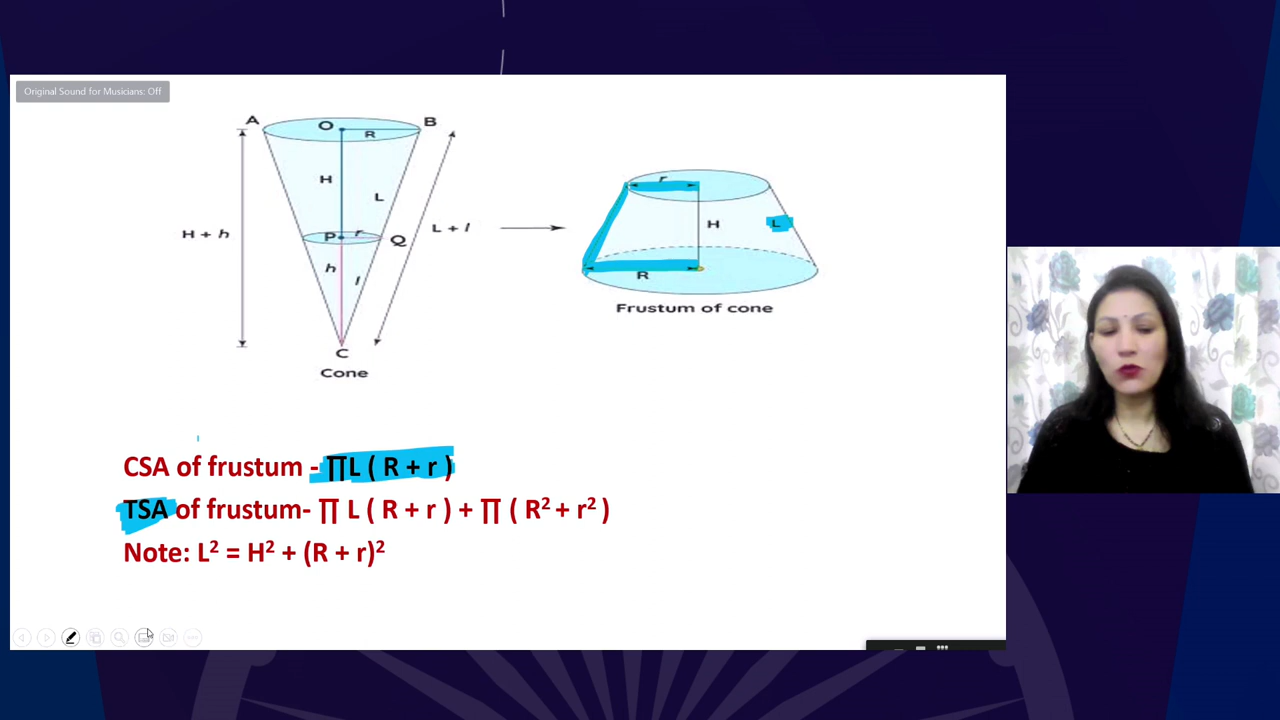 Original Sound for Musicians: Off
A
O
B
R
H
L
H + h
P
r
Q
L + l
h
l
C
Cone
r
H
L
R
Frustum of cone
CSA of frustum - ∏L ( R + r )
TSA of frustum- ∏ L ( R + r ) + ∏ ( R² + r² )
Note: L² = H² + (R + r)²